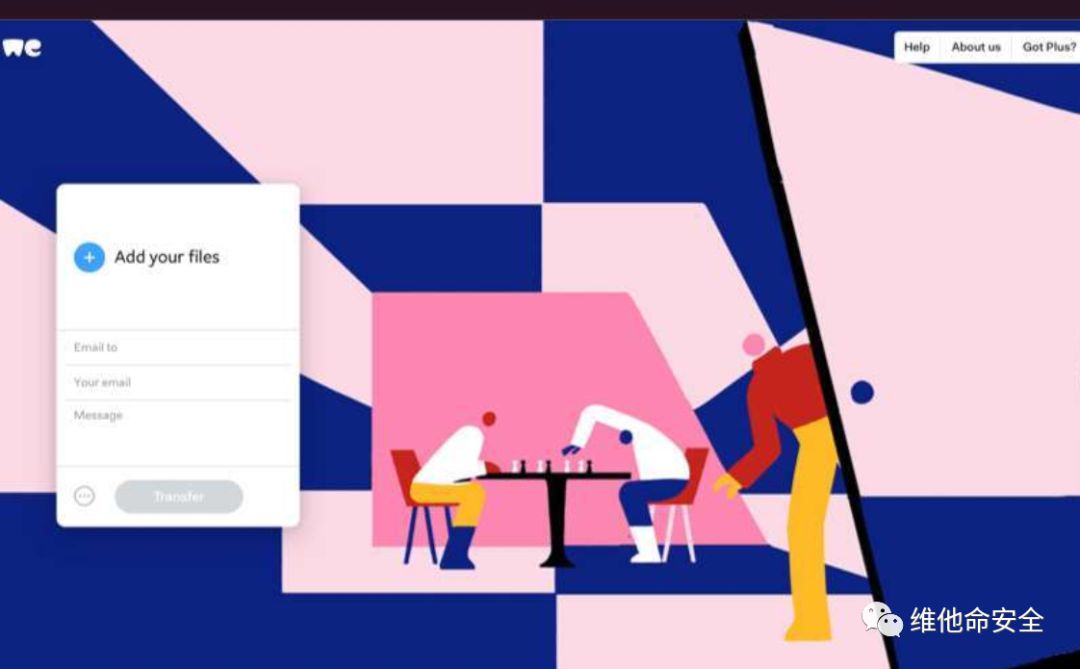 we
Help
About us
Got Plus?
Add your files
Email to
Your email
Message
Transfer
维他命安全